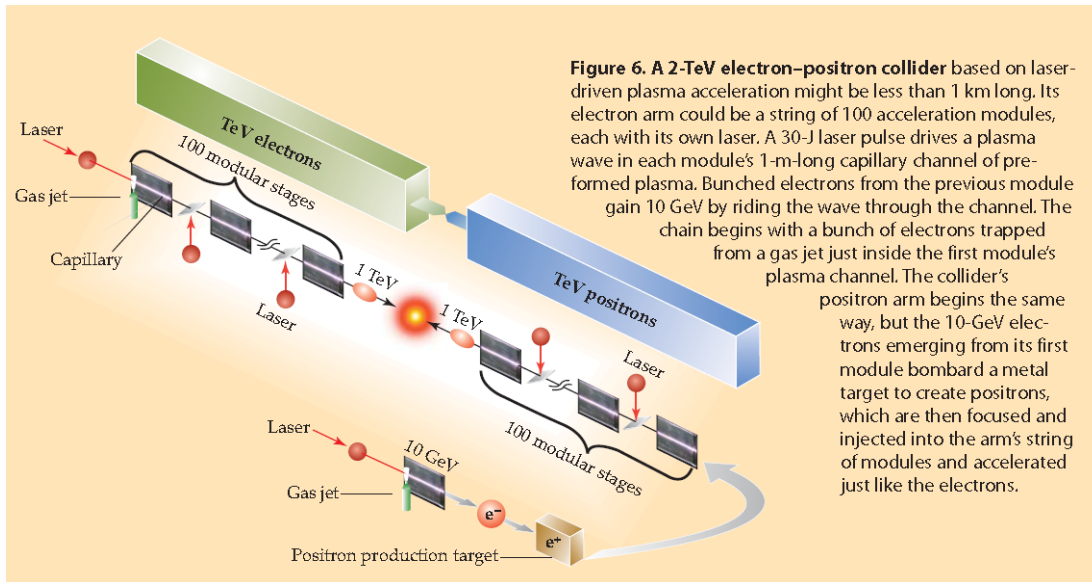 Figure 6. A 2-TeV electron–positron collider based on laser-
driven plasma acceleration might be less than 1 km long. Its
electron arm could be a string of 100 acceleration modules,
each with its own laser. A 30-J laser pulse drives a plasma
wave in each module's 1-m-long capillary channel of pre-
formed plasma. Bunched electrons from the previous module
gain 10 GeV by riding the wave through the channel. The
chain begins with a bunch of electrons trapped
from a gas jet just inside the first module's
plasma channel. The collider's
positron arm begins the same
way, but the 10-GeV elec-
trons emerging from its first
module bombard a metal
target to create positrons,
which are then focused and
injected into the arm's string
of modules and accelerated
just like the electrons.
TeV electrons
100 modular stages
Laser
Gas jet
Capillary
Laser
1 TeV
1 TeV
TeV positrons
Laser
100 modular stages
Laser
10 GeV
Gas jet
e−
e+
Positron production target